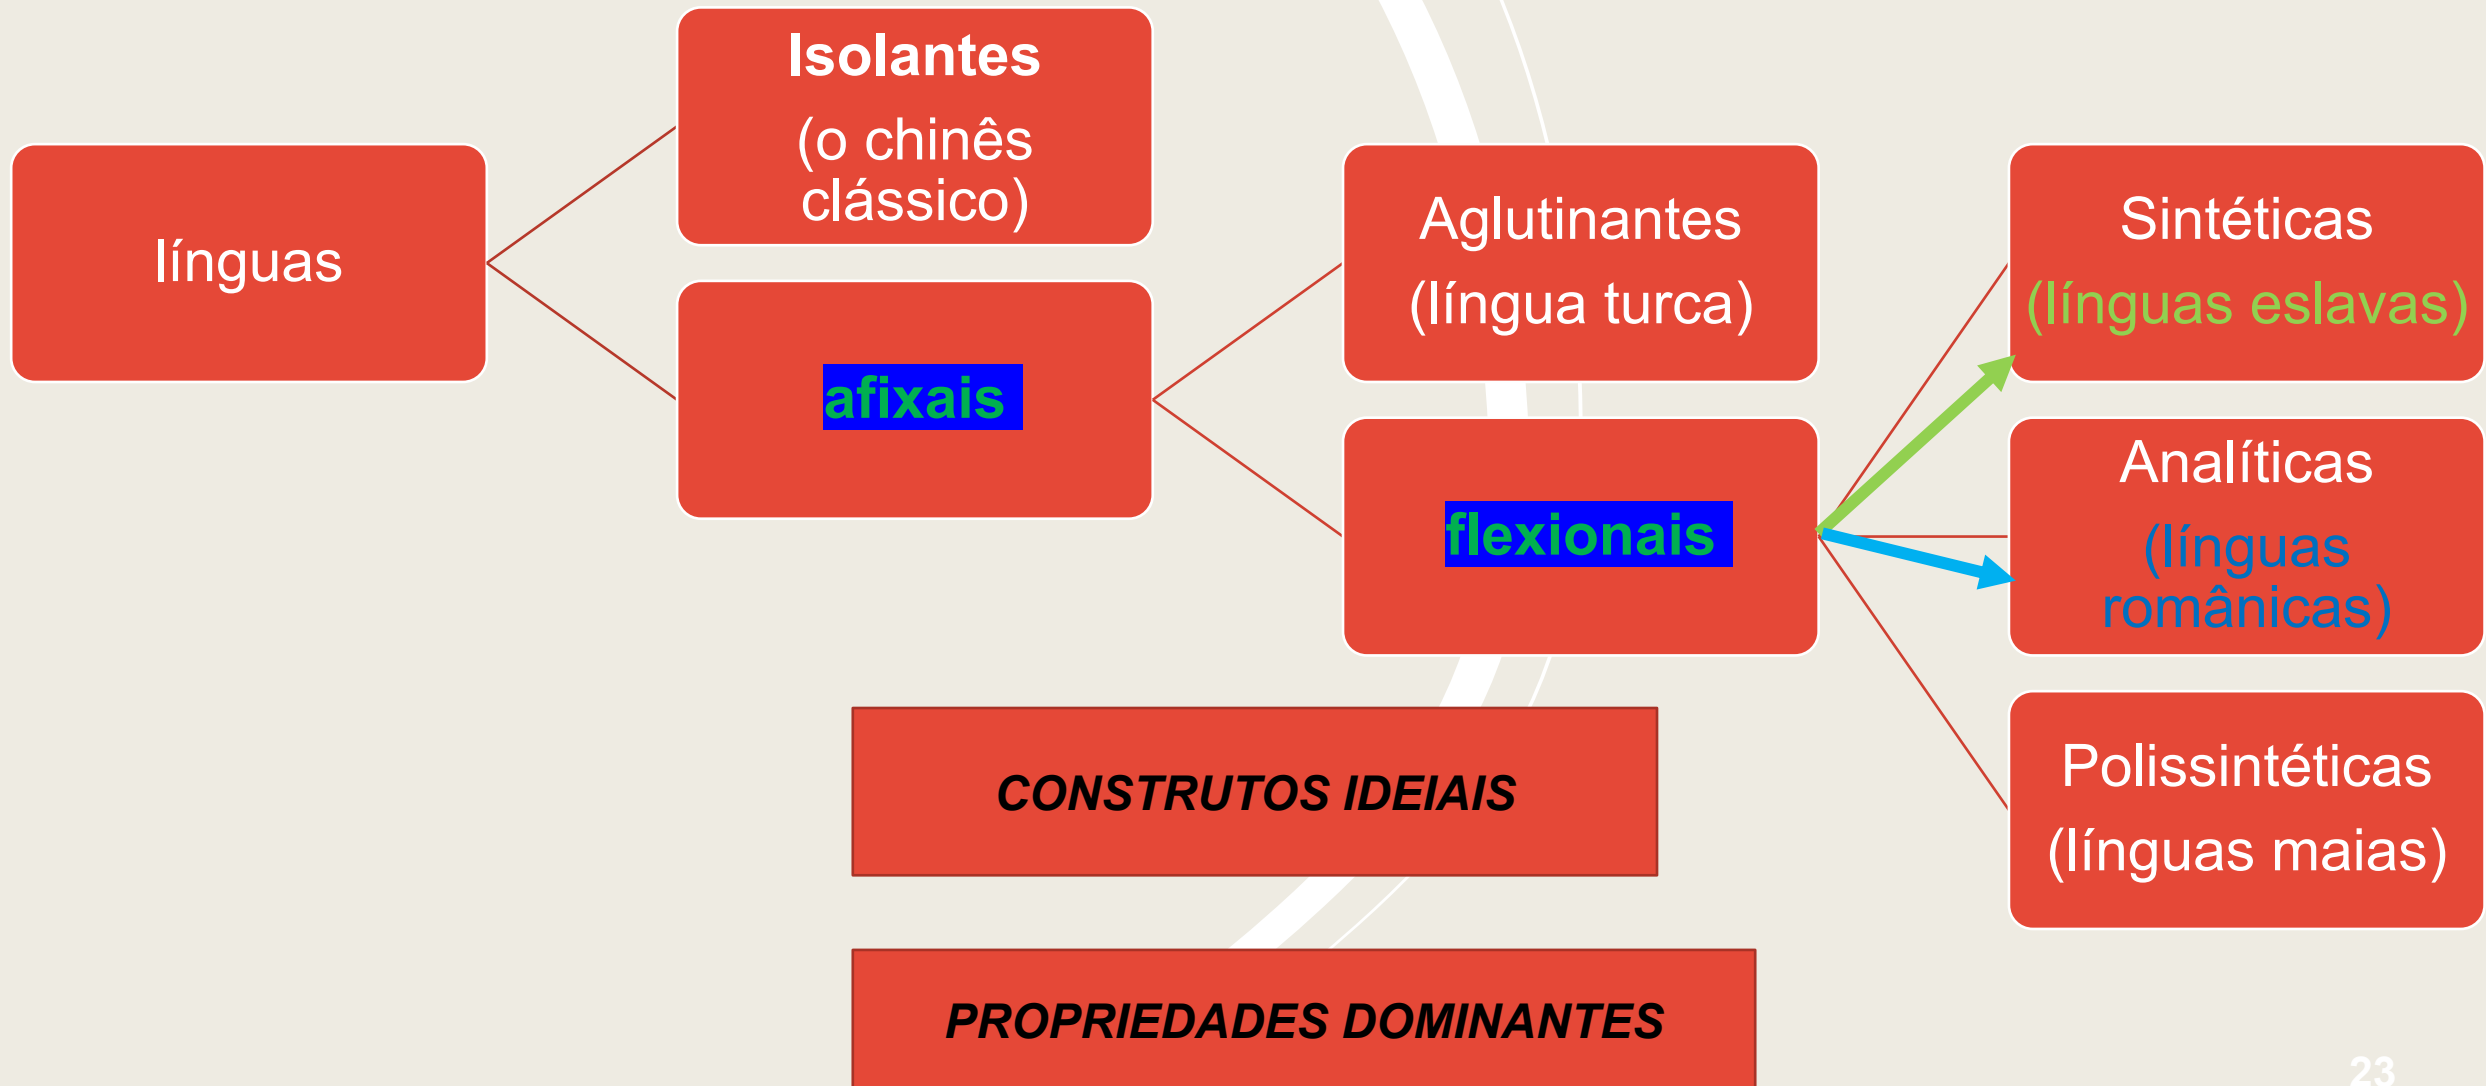 línguas
Isolantes
(o chinês
clássico)
afixais
Aglutinantes
(língua turca)
flexionais
Sintéticas
(línguas eslavas)
Analíticas
(línguas
românicas)
Polissintéticas
(línguas maias)
CONSTRUTOS IDEIAIS
PROPRIEDADES DOMINANTES
23